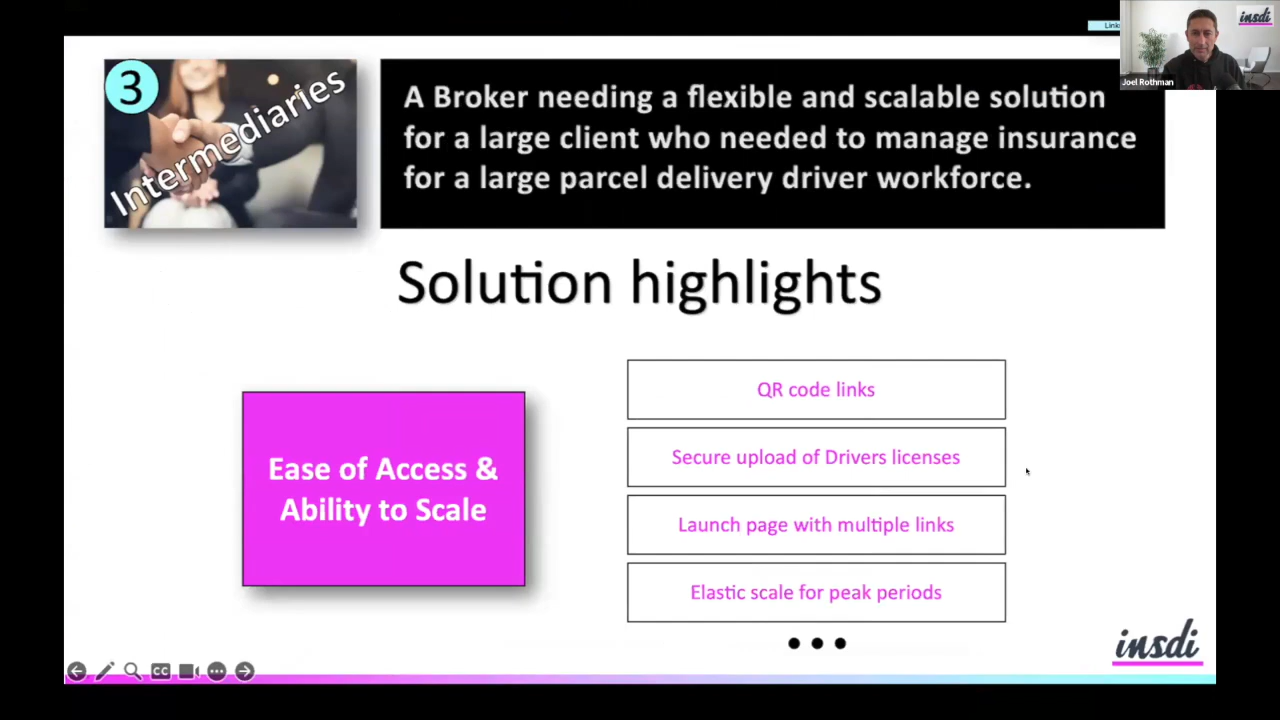 3
Intermediaries
A Broker needing a flexible and scalable solution
for a large client who needed to manage insurance
for a large parcel delivery driver workforce.
insdi
Joel Rothman
Solution highlights
Ease of Access &
Ability to Scale
QR code links
Secure upload of Drivers licenses
Launch page with multiple links
Elastic scale for peak periods
insdi
CC